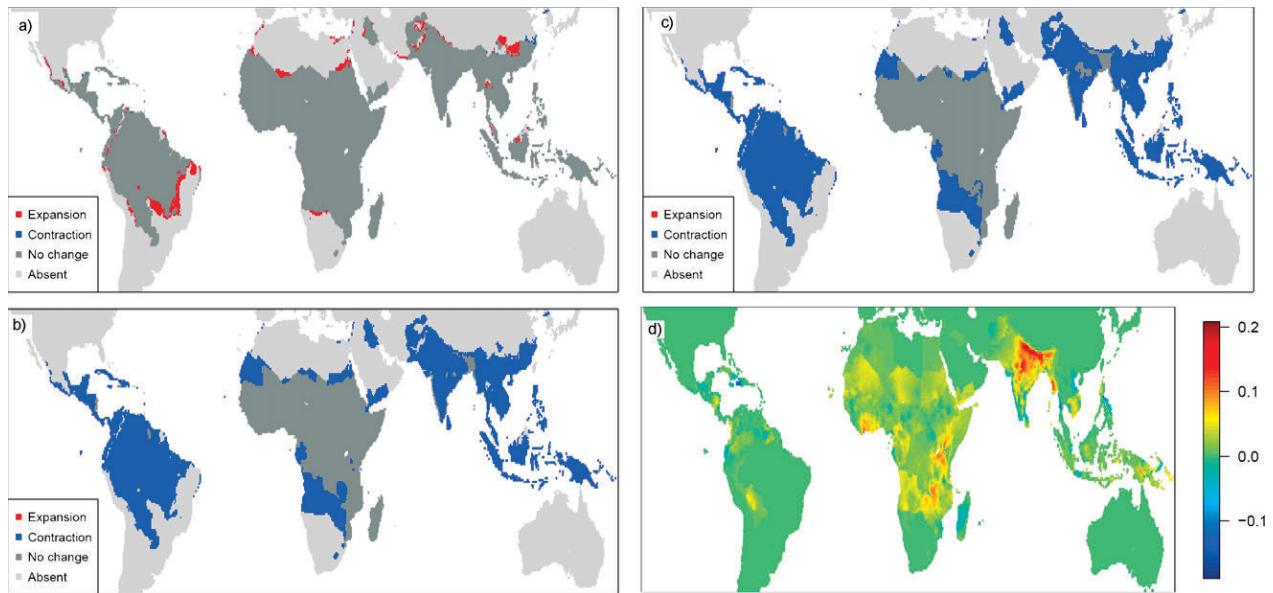 a)
Expansion
Contraction
No change
Absent
b)
Expansion
Contraction
No change
Absent
c)
Expansion
Contraction
No change
Absent
d)
0.2
0.1
0.0
−0.1